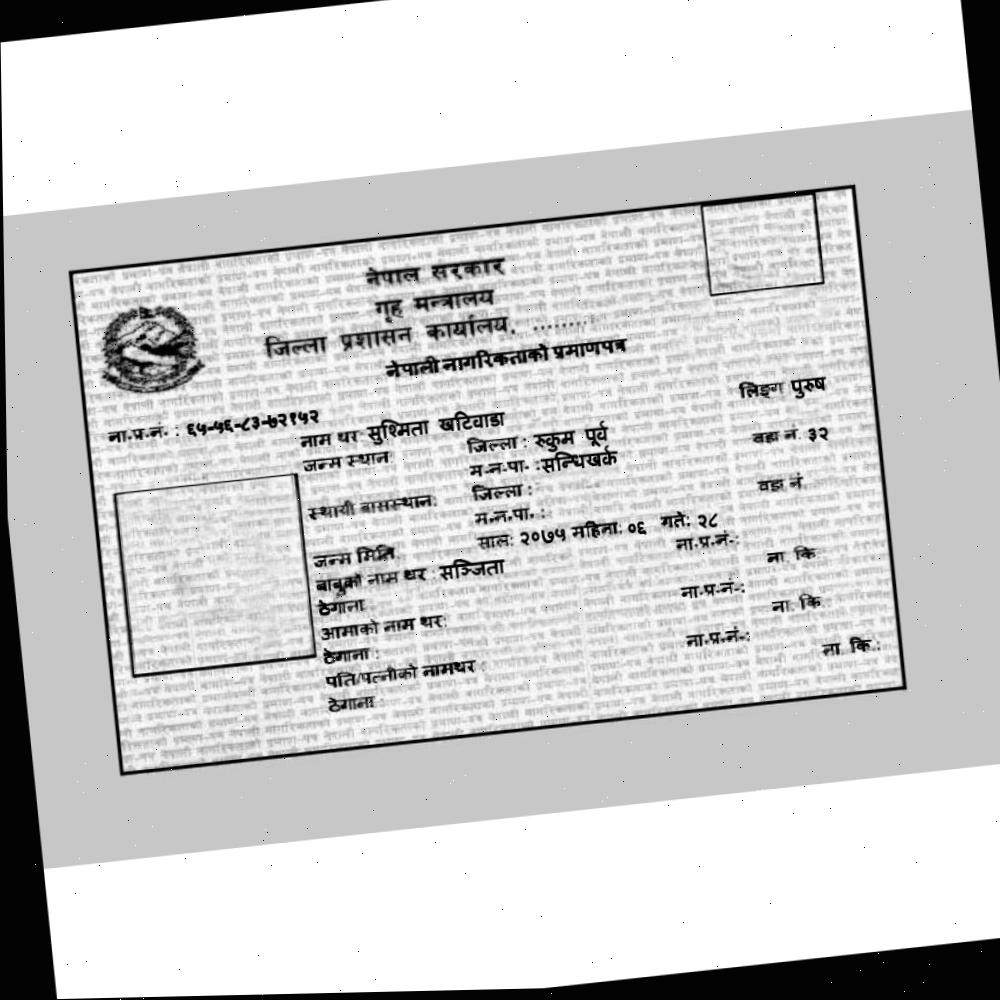 नेपाल सरकार
गृह मन्त्रालय
जिल्ला प्रशासन कार्यालय, .........
नेपाली नागरिकताको प्रमाणपत्र
लिङ्ग पुरुष
ना.प्र.नं. : ६५-५६-८३-७२१५२
नाम थर सुश्मिता खटिवाडा
जन्म स्थान: जिल्ला : रुकुम पूर्व वडा नं. ३२
म.न.पा. : सन्धिखर्क
स्थायी बासस्थान: जिल्ला : वडा नं.
म.न.पा. :
जन्म मिति: साल: २०७५ महिना: ०६ गते: २८
बाबुको नाम थर : सञ्जिता ना.प्र.नं.:
ठेगाना ना. कि
आमाको नाम थर: ना.प्र.नं.:
ठेगाना : ना. कि.:
पति/पत्नीको नामथर : ना.प्र.नं.:
ठेगाना : ना. कि.: